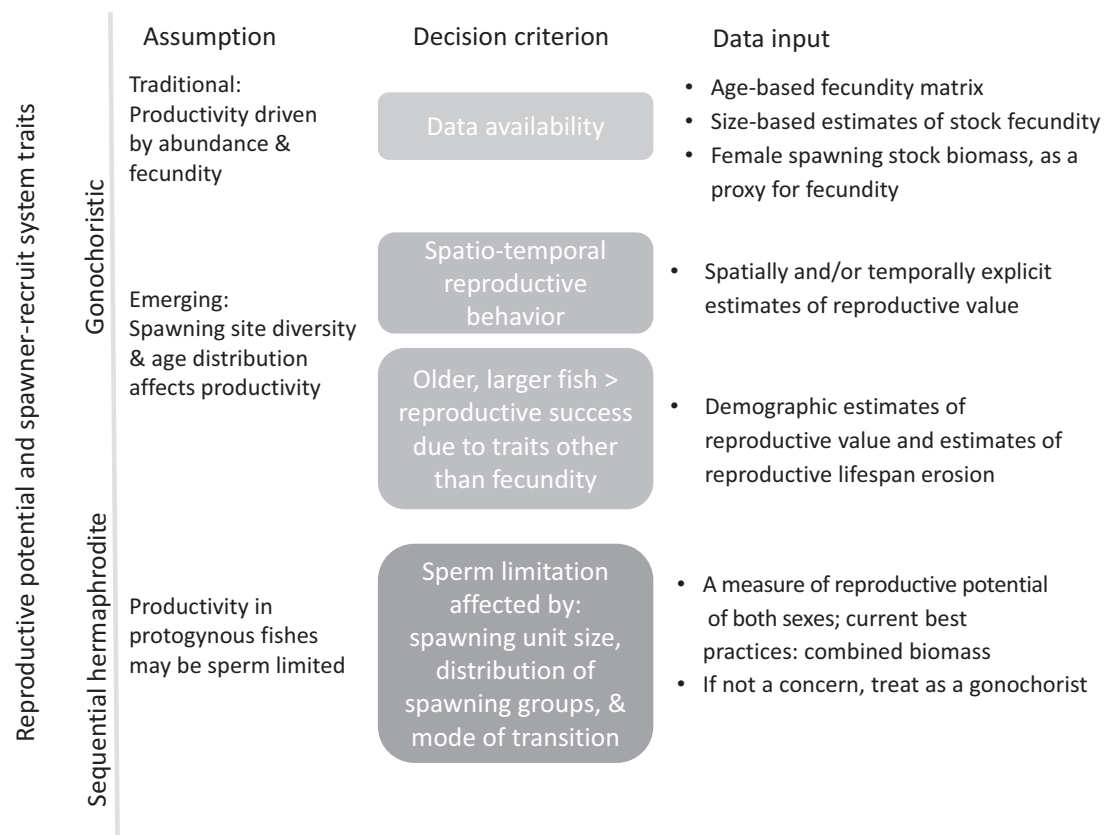 Reproductive potential and spawner-recruit system traits
Gonochoristic
Sequential hermaphrodite
Assumption
Decision criterion
Data input
Traditional:
Productivity driven
by abundance &
fecundity
Data availability
• Age-based fecundity matrix
• Size-based estimates of stock fecundity
• Female spawning stock biomass, as a
proxy for fecundity
Emerging:
Spawning site diversity
& age distribution
affects productivity
Spatio-temporal
reproductive
behavior
• Spatially and/or temporally explicit
estimates of reproductive value
Older, larger fish >
reproductive success
due to traits other
than fecundity
• Demographic estimates of
reproductive value and estimates of
reproductive lifespan erosion
Productivity in
protogynous fishes
may be sperm limited
Sperm limitation
affected by:
spawning unit size,
distribution of
spawning groups, &
mode of transition
• A measure of reproductive potential
of both sexes; current best
practices: combined biomass
• If not a concern, treat as a gonochorist